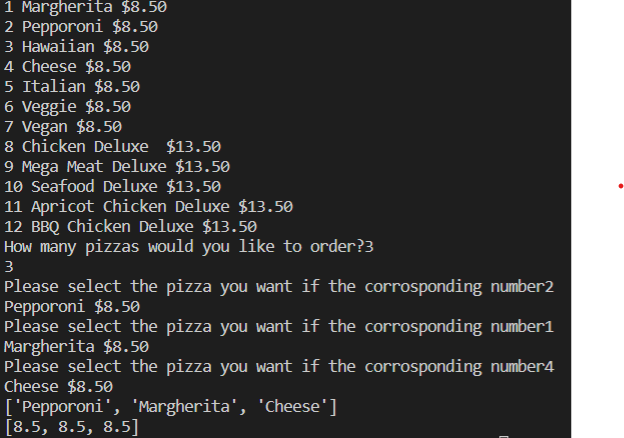 1 Margherita $8.50
2 Pepporoni $8.50
3 Hawaiian $8.50
4 Cheese $8.50
5 Italian $8.50
6 Veggie $8.50
7 Vegan $8.50
8 Chicken Deluxe  $13.50
9 Mega Meat Deluxe $13.50
10 Seafood Deluxe $13.50
11 Apricot Chicken Deluxe $13.50
12 BBQ Chicken Deluxe $13.50
How many pizzas would you like to order?3
3
Please select the pizza you want if the corrosponding number2
Pepporoni $8.50
Please select the pizza you want if the corrosponding number1
Margherita $8.50
Please select the pizza you want if the corrosponding number4
Cheese $8.50
['Pepporoni', 'Margherita', 'Cheese']
[8.5, 8.5, 8.5]